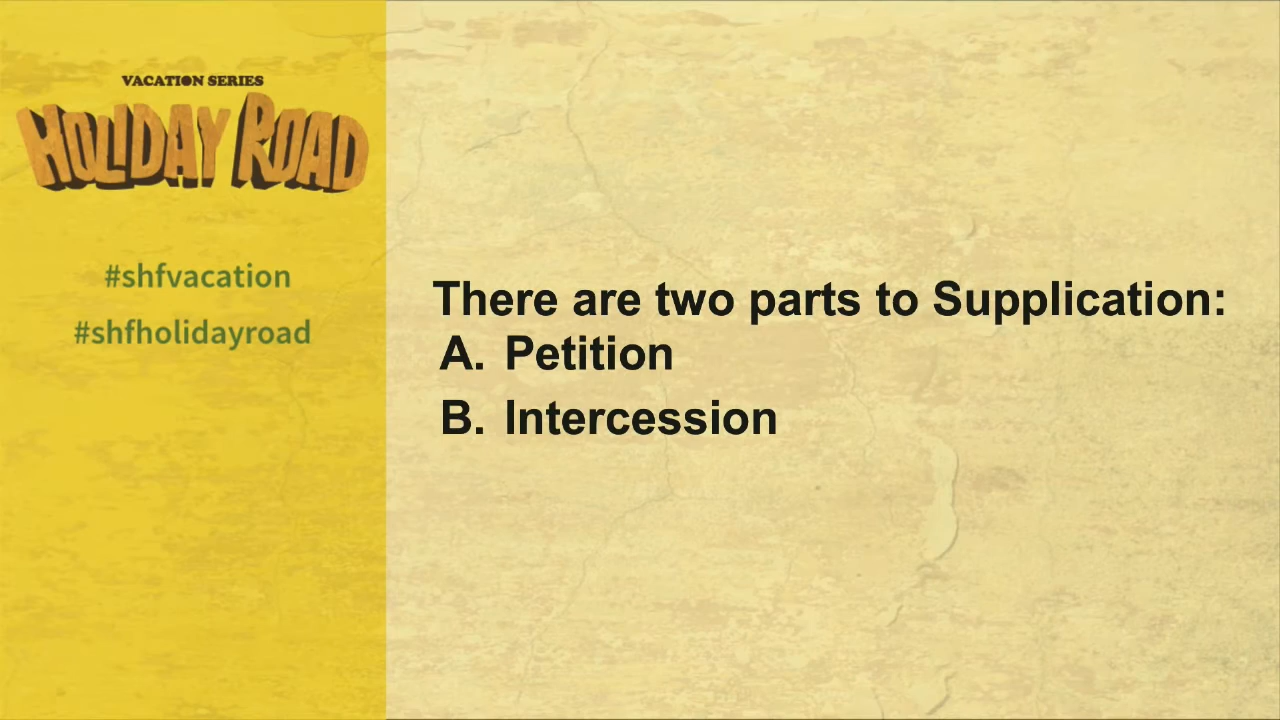 VACATION SERIES
HOLIDAY ROAD
#shfvacation
#shfholidayroad
There are two parts to Supplication:
A. Petition
B. Intercession